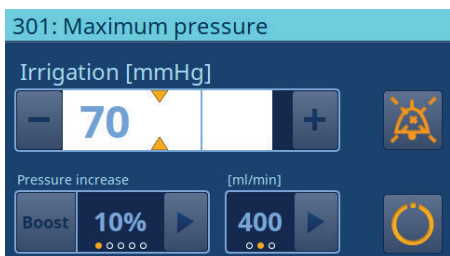 301: Maximum pressure
Irrigation [mmHg]
− 70 +
Pressure increase [ml/min]
Boost 10% 400